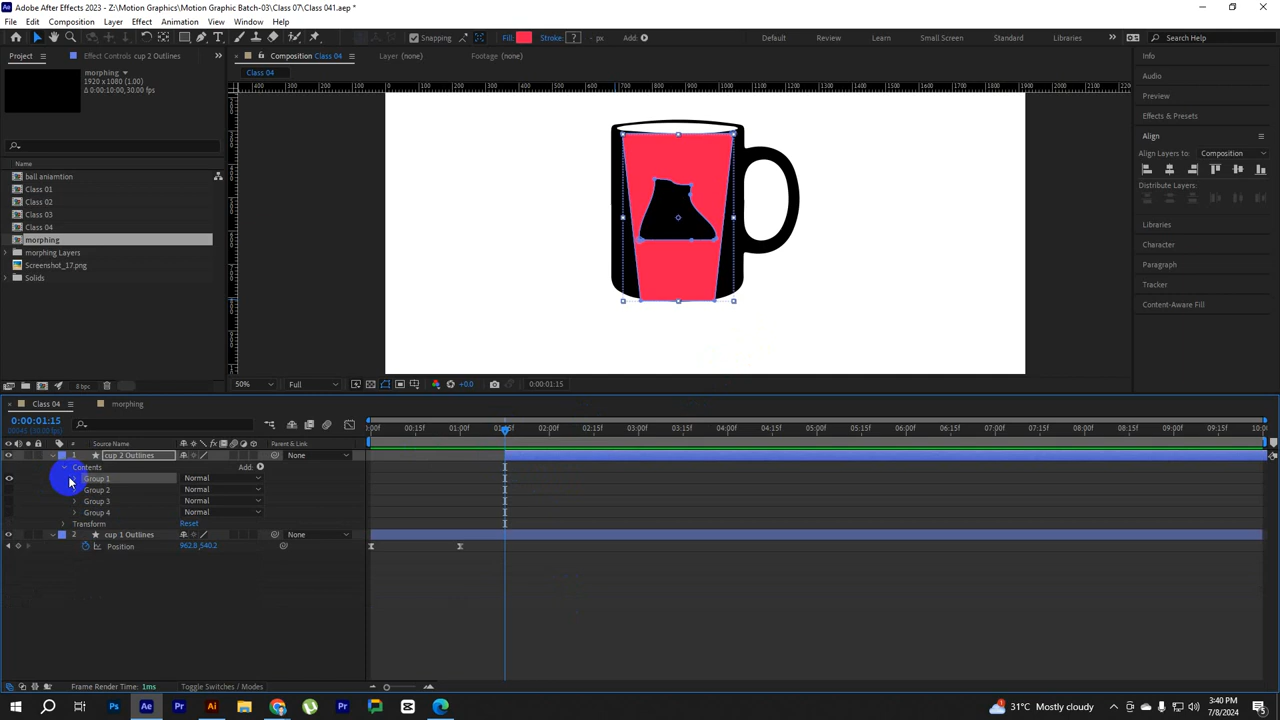 Adobe After Effects 2023 - Z:\Motion Graphics\Motion Graphic Batch-03\Class 07\Class 041.aep *
File Edit Composition Layer Effect Animation View Window Help
Snapping Fill: Stroke: ? - px Add: Default Review Learn Small Screen Standard Libraries Search Help
Project Effect Controls cup 2 Outlines Composition Class 04 Layer (none) Footage (none) Info
morphing
1920 x 1080 (1.00)
Δ 0:00:10:00, 30.00 fps
Class 04
Audio
Preview
Effects & Presets
Align
Align Layers to: Composition
Distribute Layers:
Libraries
Character
Paragraph
Tracker
Content-Aware Fill
Name
ball aniamtion
Class 01
Class 02
Class 03
Class 04
morphing
morphing Layers
Screenshot_17.png
Solids
8 bpc 50% Full +0.0 0:00:01:15
Class 04 morphing
0:00:01:15
# Source Name Parent & Link
00:15f 01:00f 02:00f 02:15f 03:00f 03:15f 04:00f 04:15f 05:00f 05:15f 06:00f 06:15f 07:00f 07:15f 08:00f 08:15f 09:00f 09:15f
1 cup 2 Outlines None
Contents Add:
Group 1 Normal
Group 2 Normal
Group 3 Normal
Group 4 Normal
Transform Reset
2 cup 1 Outlines None
Position 962.8,540.2
Frame Render Time: 1ms Toggle Switches / Modes
31°C Mostly cloudy 3:40 PM
7/8/2024